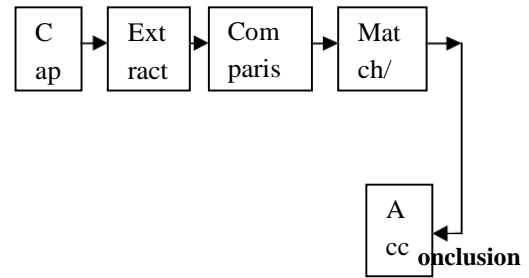 C
ap
Ext
ract
Com
paris
Mat
ch/
A
cc
onclusion